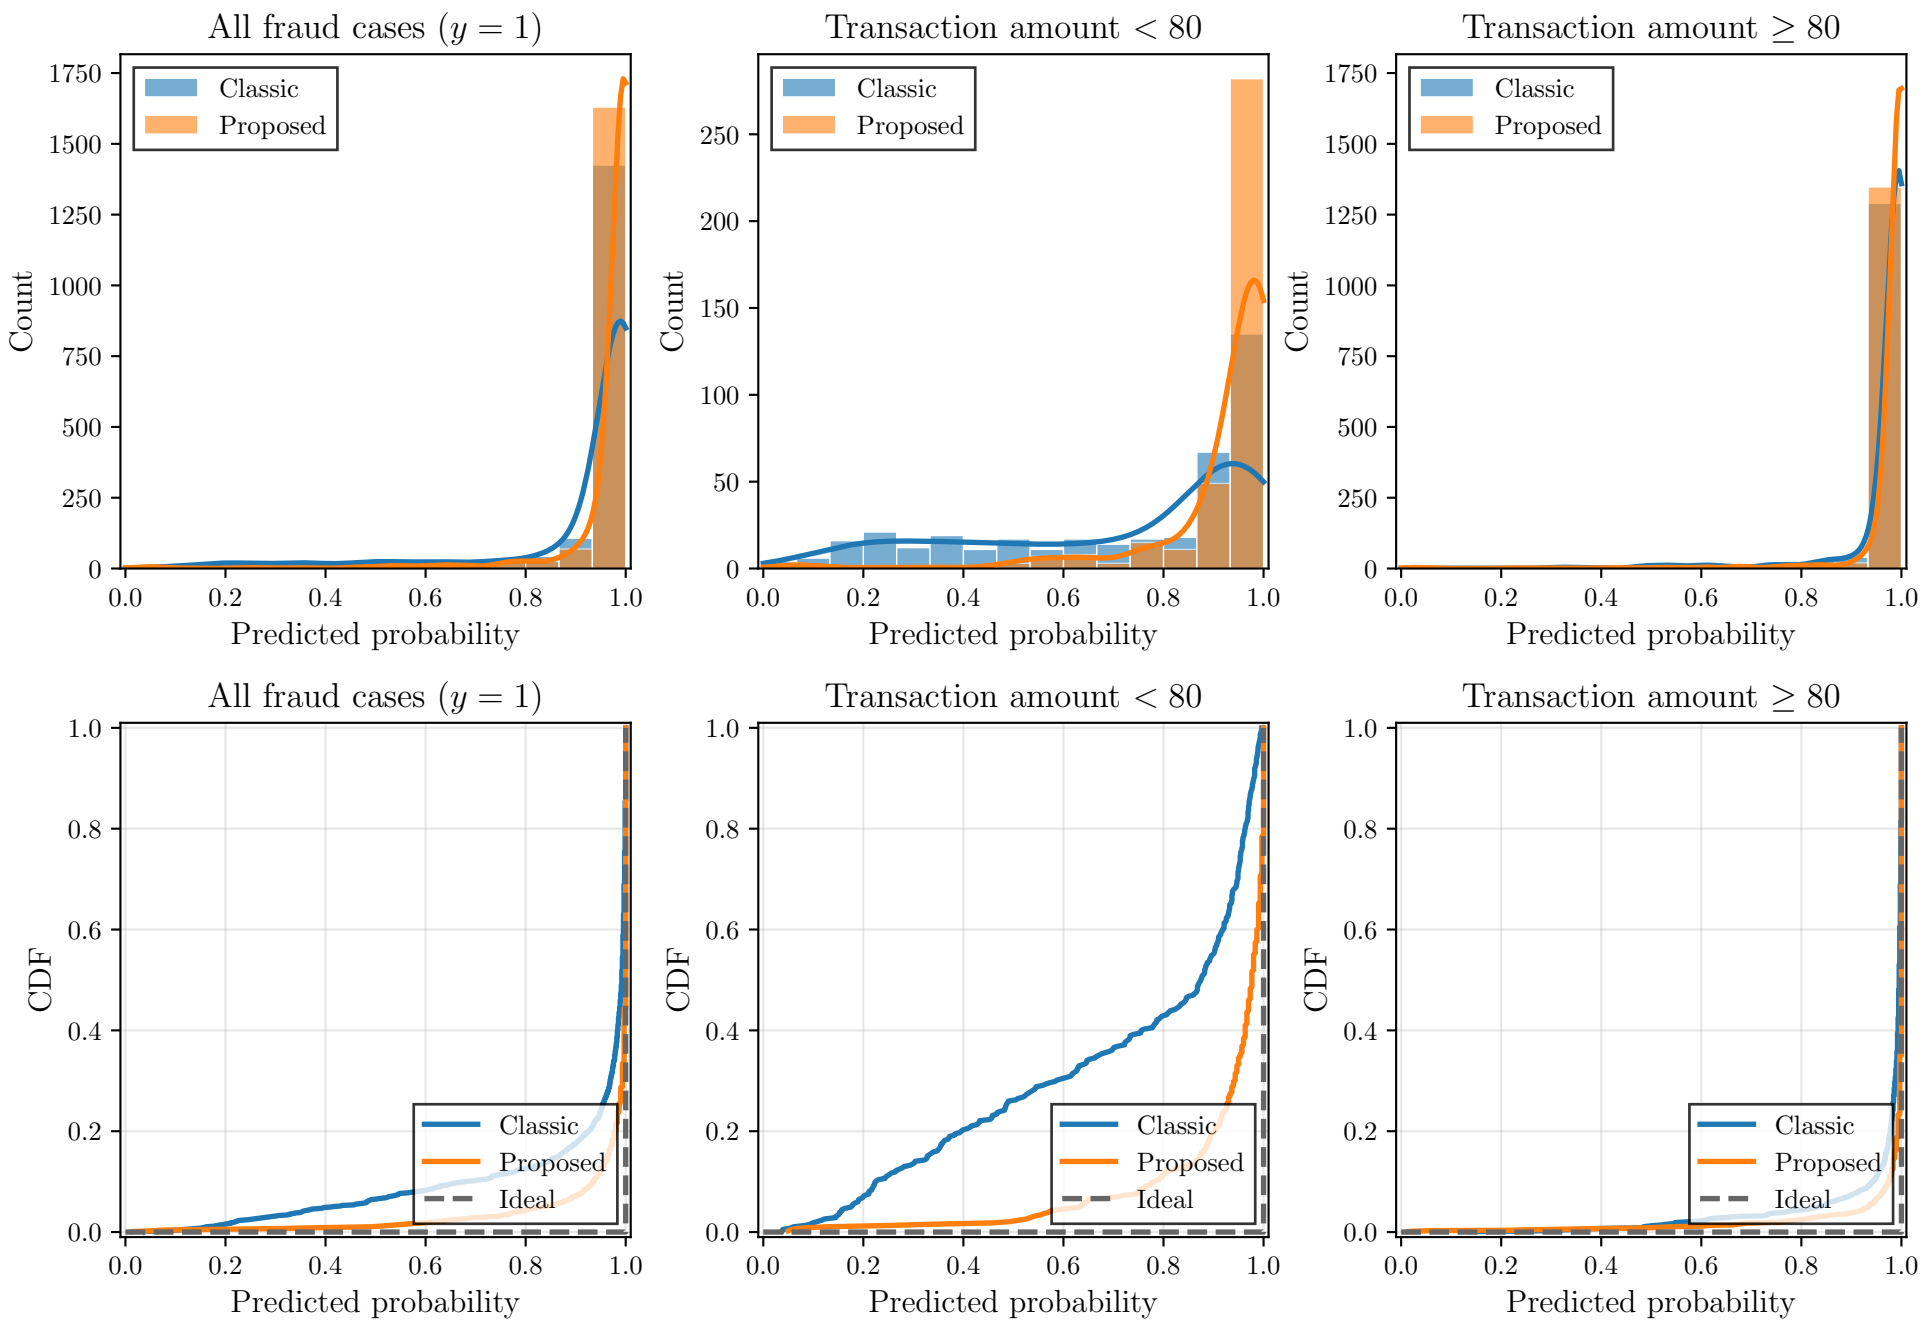 All fraud cases (y = 1)
Count
1750
1500
1250
1000
750
500
250
0
Classic
Proposed
0.0 0.2 0.4 0.6 0.8 1.0
Predicted probability
Transaction amount < 80
Count
250
200
150
100
50
0
Classic
Proposed
0.0 0.2 0.4 0.6 0.8 1.0
Predicted probability
Transaction amount ≥ 80
Count
1750
1500
1250
1000
750
500
250
0
Classic
Proposed
0.0 0.2 0.4 0.6 0.8 1.0
Predicted probability
All fraud cases (y = 1)
CDF
1.0
0.8
0.6
0.4
0.2
0.0
Classic
Proposed
Ideal
0.0 0.2 0.4 0.6 0.8 1.0
Predicted probability
Transaction amount < 80
CDF
1.0
0.8
0.6
0.4
0.2
0.0
Classic
Proposed
Ideal
0.0 0.2 0.4 0.6 0.8 1.0
Predicted probability
Transaction amount ≥ 80
CDF
1.0
0.8
0.6
0.4
0.2
0.0
Classic
Proposed
Ideal
0.0 0.2 0.4 0.6 0.8 1.0
Predicted probability